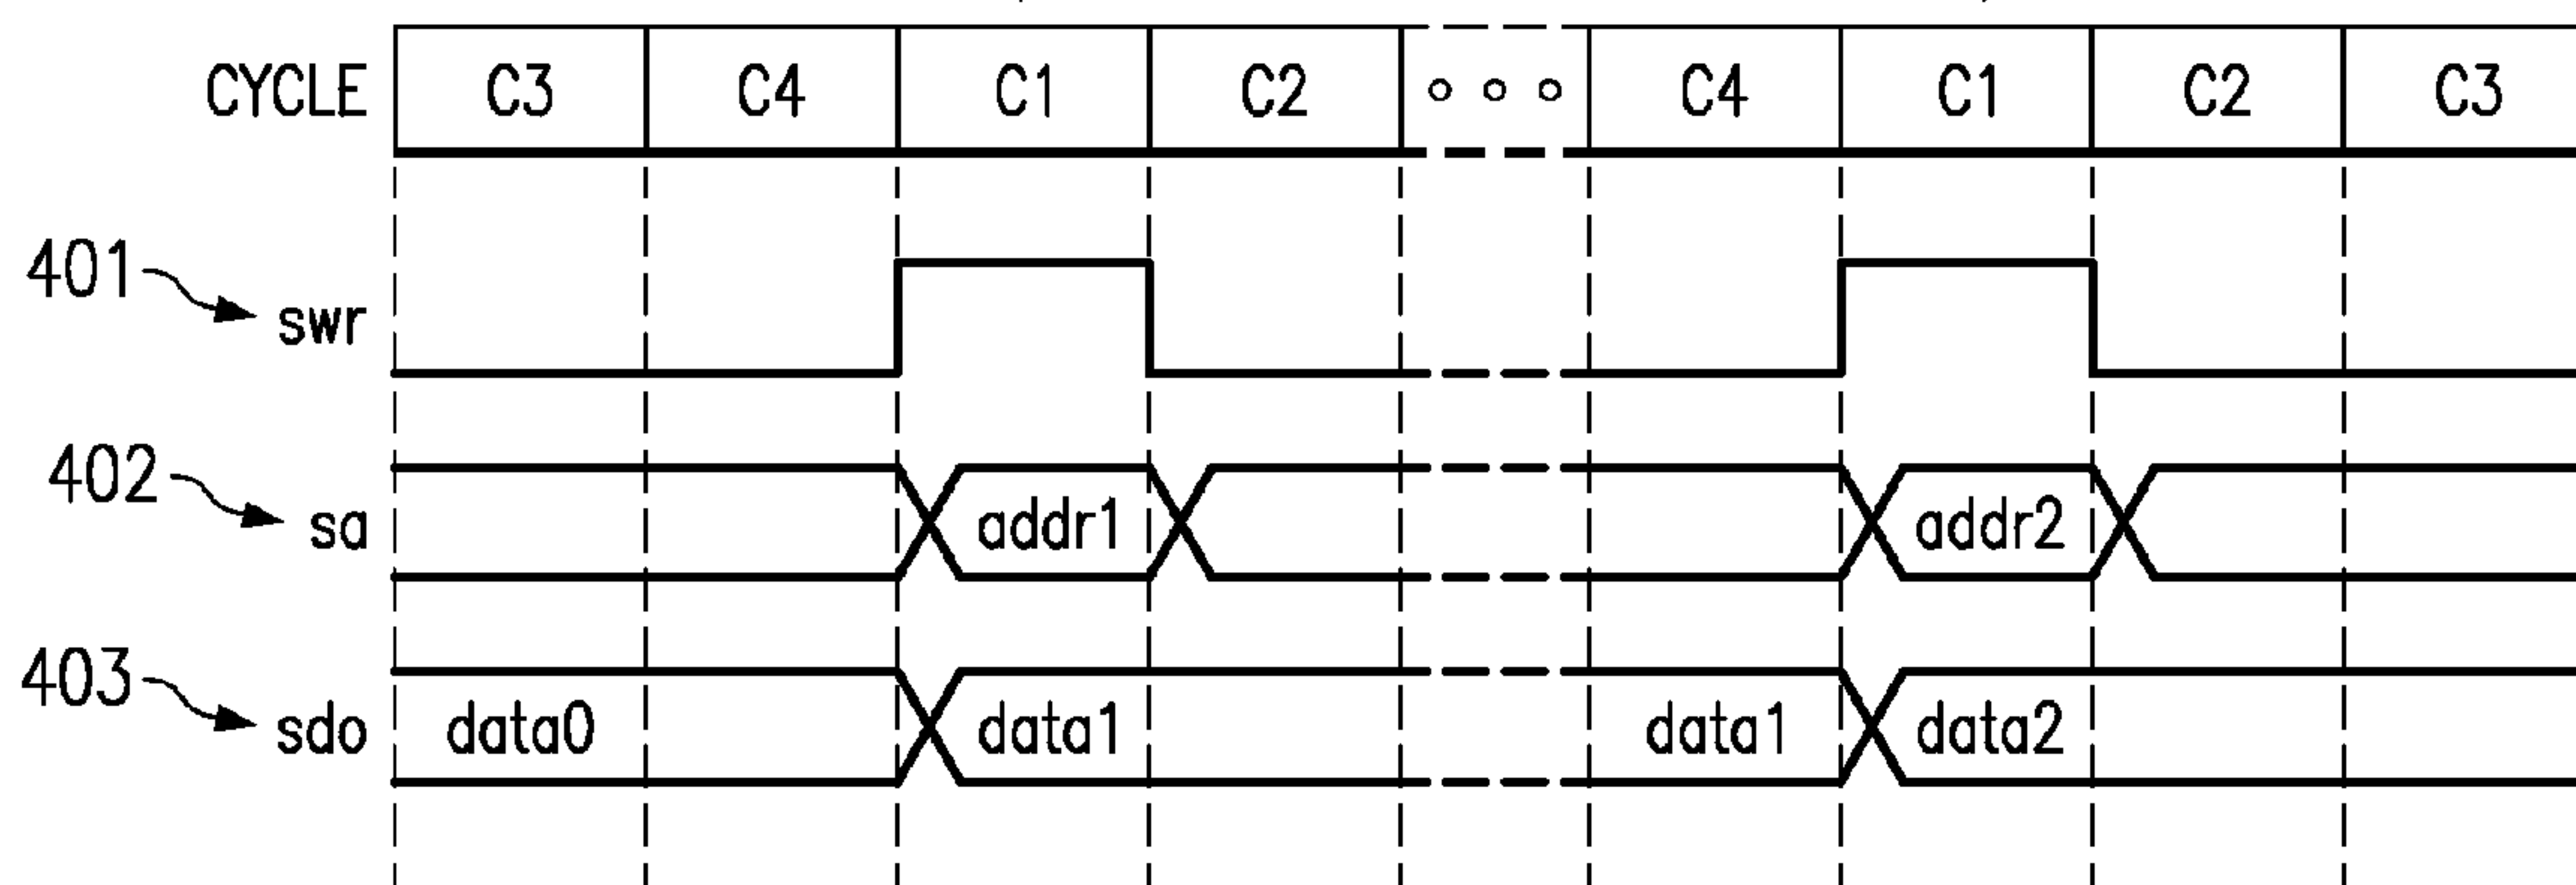 CYCLE C3 C4 C1 C2 C4 C1 C2 C3
401
swr
402
sa addr1 addr2
403
sdo data0 data1 data1 data2